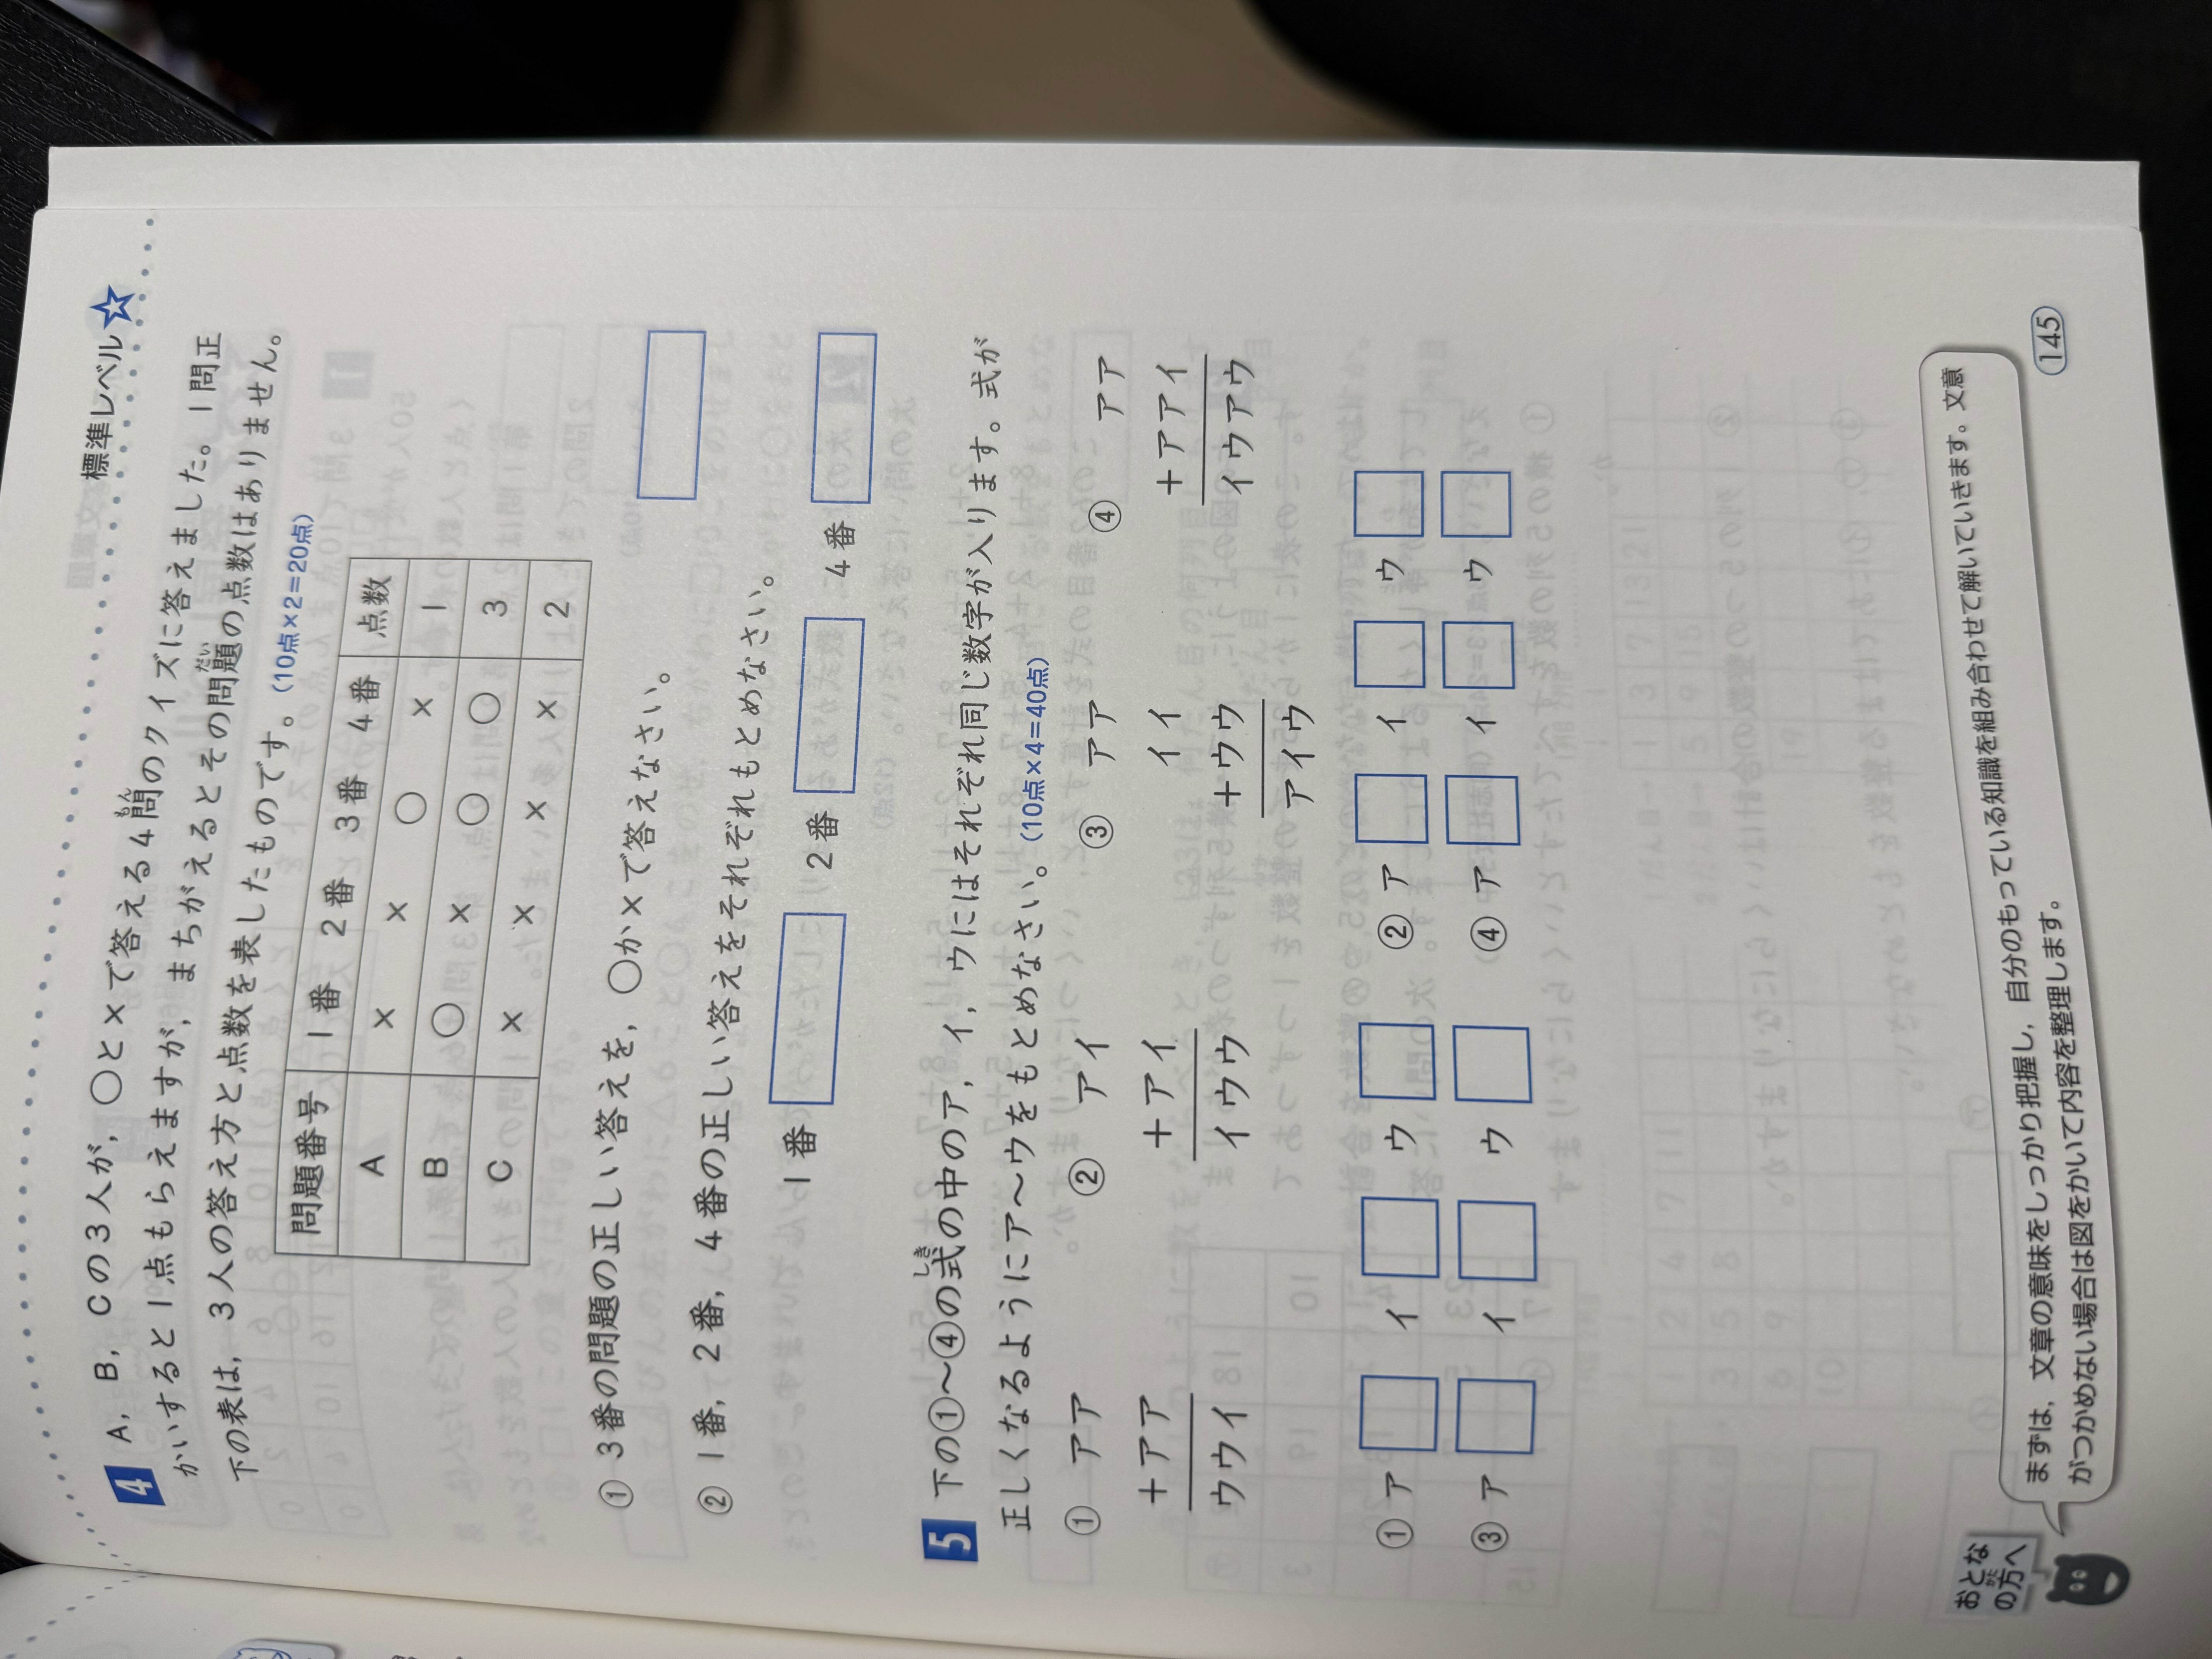 標準レベル
4 A，B，Cの3人が，○と×で答える4問のクイズに答えました。1問正
もん
かいすると1点もらえますが，まちがえるとその問題の点数はありません。
だい
下の表は，3人の答え方と点数を表したものです。（10点×2＝20点）
問題番号 1番 2番 3番 4番 点数
A × × ○ × 1
B ○ × ○ ○ 3
C × × × × 2
① 3番の問題の正しい答えを，○か×で答えなさい。
② 1番，2番，4番の正しい答えをそれぞれもとめなさい。
1番 2番 4番
5 下の①～④の式の中のア，イ，ウにはそれぞれ同じ数字が入ります。式が
しき
正しくなるようにア～ウをもとめなさい。（10点×4＝40点）
① アア
＋アア
ウウイ
② アイ
＋アイ
イウウ
③ アア
イイ
＋ウウ
アイウ
④ アア
＋アアイ
イウアウ
① ア イ ウ ② ア イ ウ
③ ア イ ウ ④ ア イ ウ
おとな
の方へ
かた
まずは，文章の意味をしっかり把握し，自分のもっている知識を組み合わせて解いていきます。文意
がつかめない場合は図をかいて内容を整理します。
145